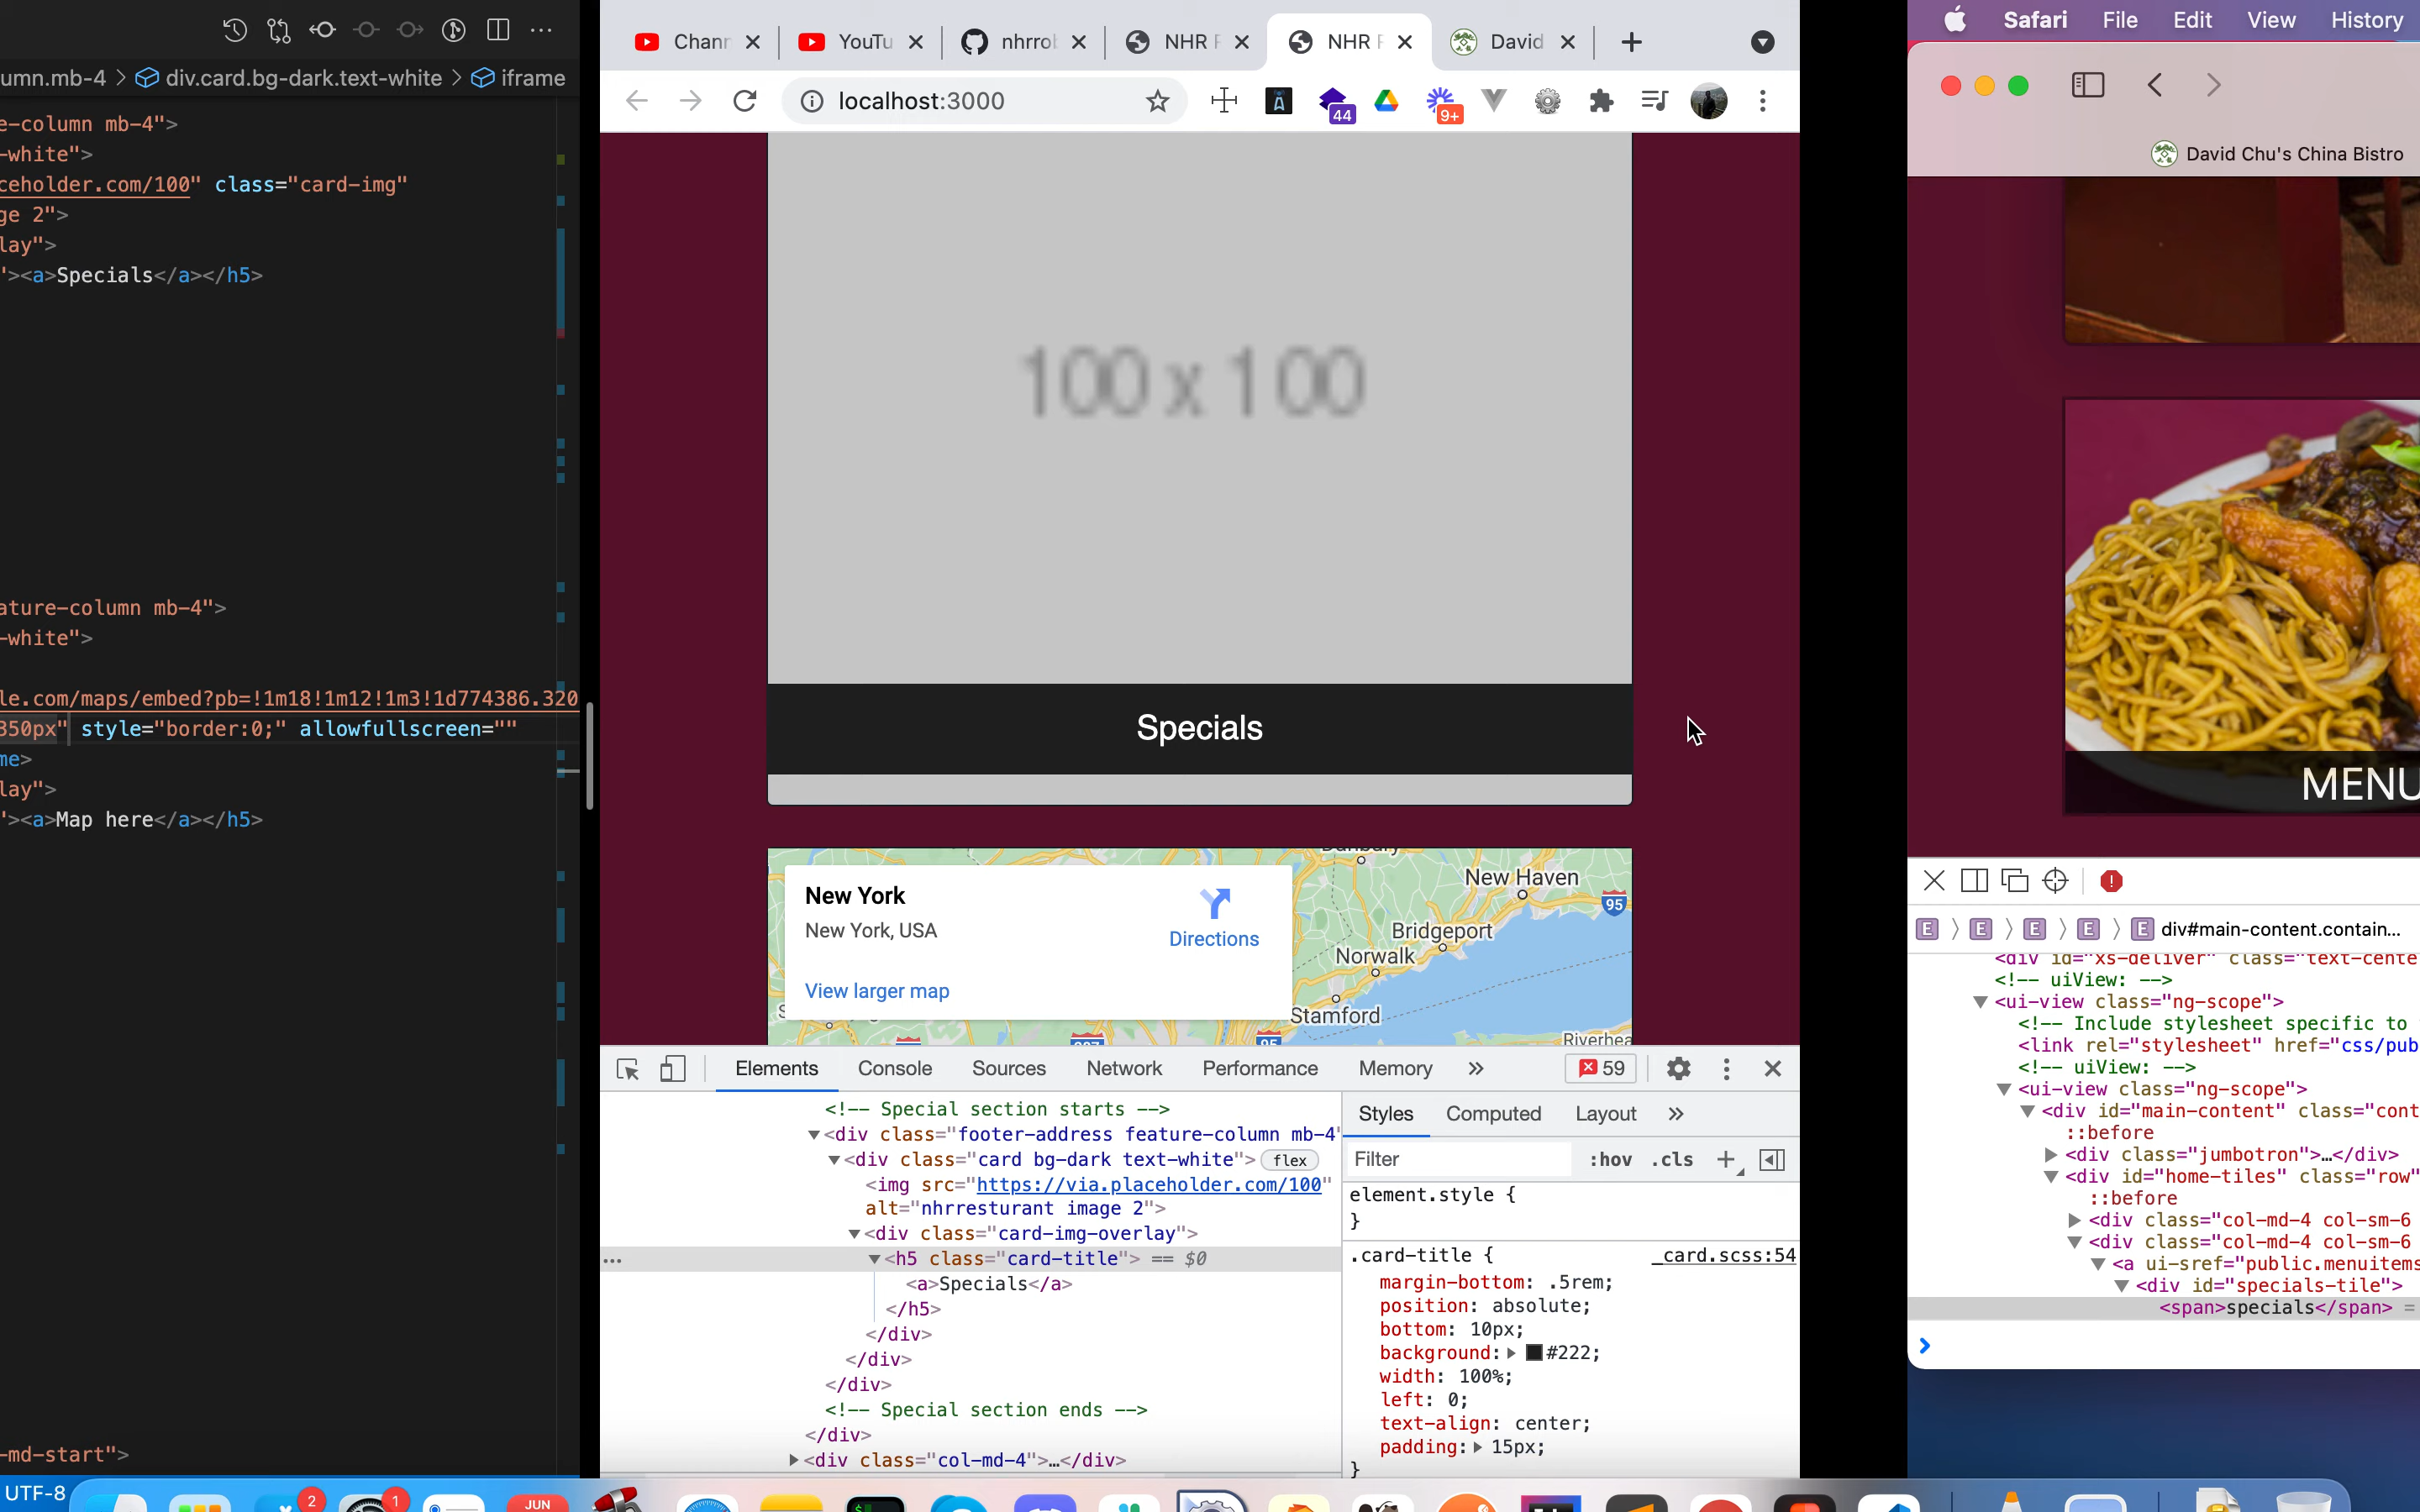 umn.mb-4 > div.card.bg-dark.text-white > iframe
e-column mb-4">
-white">
ceholder.com/100" class="card-img"
ge 2">
lay">
"><a>Specials</a></h5>
ature-column mb-4">
-white">
le.com/maps/embed?pb=!1m18!1m12!1m3!1d774386.320
350px" style="border:0;" allowfullscreen=""
me>
lay">
"><a>Map here</a></h5>
-md-start">
UTF-8
Chann
YouTu
nhrrob
NHR F
NHR F
David
localhost:3000
44
9+
100 x 100
Specials
New York
New York, USA
Directions
View larger map
Danbury
New Haven
95
Bridgeport
Norwalk
Stamford
Riverhea
95
Elements Console Sources Network Performance Memory » 59
<!-- Special section starts -->
▼<div class="footer-address feature-column mb-4"
▼<div class="card bg-dark text-white"> flex
<img src="https://via.placeholder.com/100"
alt="nhrresturant image 2">
▼<div class="card-img-overlay">
▼<h5 class="card-title"> == $0
<a>Specials</a>
</h5>
</div>
</div>
</div>
<!-- Special section ends -->
</div>
▶<div class="col-md-4">…</div>
Styles Computed Layout »
Filter :hov .cls
element.style {
}
.card-title { _card.scss:54
margin-bottom: .5rem;
position: absolute;
bottom: 10px;
background: ▶ #222;
width: 100%;
left: 0;
text-align: center;
padding: ▶ 15px;
}
Safari File Edit View History
David Chu's China Bistro
MENU
E > E > E > E > E div#main-content.contain...
<div id="xs-deliver" class="text-cente
<!-- uiView: -->
▼<ui-view class="ng-scope">
<!-- Include stylesheet specific to
<link rel="stylesheet" href="css/pub
<!-- uiView: -->
▼<ui-view class="ng-scope">
▼<div id="main-content" class="cont
::before
▶<div class="jumbotron">…</div>
▼<div id="home-tiles" class="row"
::before
▶<div class="col-md-4 col-sm-6
▼<div class="col-md-4 col-sm-6
▼<a ui-sref="public.menuitems
▼<div id="specials-tile">
<span>specials</span> =
2
1
JUN